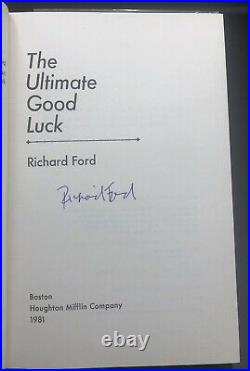 The
Ultimate
Good
Luck
Richard Ford
Richard Ford
Boston
Houghton Mifflin Company
1981